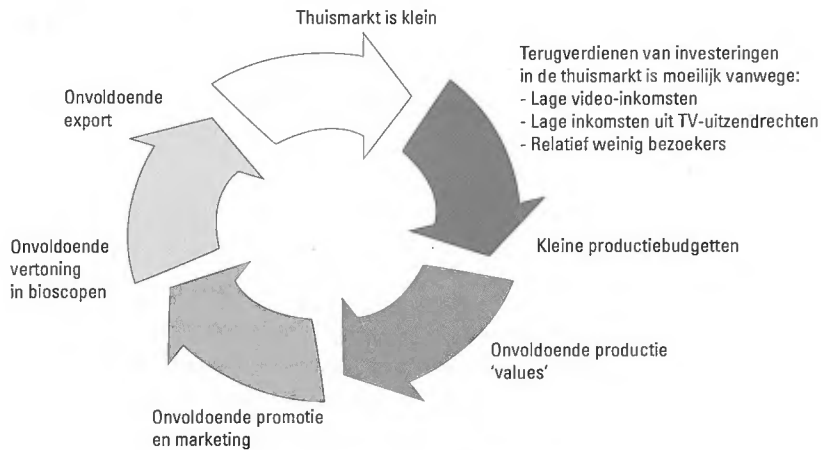 Thuismarkt is klein
Terugverdienen van investeringen
in de thuismarkt is moeilijk vanwege:
- Lage video-inkomsten
- Lage inkomsten uit TV-uitzendrechten
- Relatief weinig bezoekers
Kleine productiebudgetten
Onvoldoende productie
'values'
Onvoldoende promotie
en marketing
Onvoldoende
vertoning
in bioscopen
Onvoldoende
export